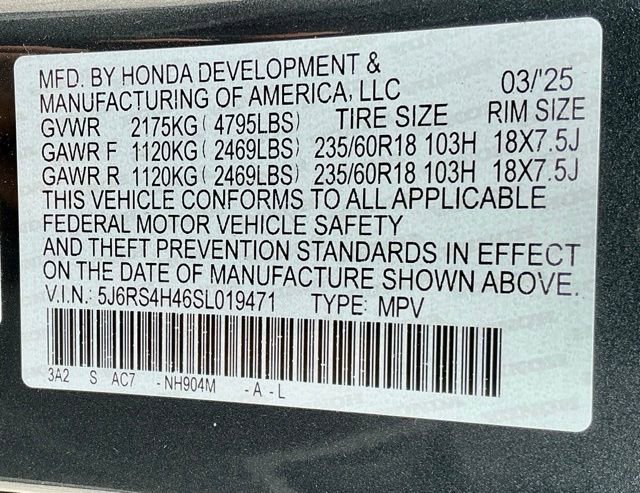 MFD. BY HONDA DEVELOPMENT &
MANUFACTURING OF AMERICA, LLC 03/'25
GVWR 2175KG ( 4795LBS) TIRE SIZE RIM SIZE
GAWR F 1120KG ( 2469LBS) 235/60R18 103H 18X7.5J
GAWR R 1120KG ( 2469LBS) 235/60R18 103H 18X7.5J
THIS VEHICLE CONFORMS TO ALL APPLICABLE
FEDERAL MOTOR VEHICLE SAFETY
AND THEFT PREVENTION STANDARDS IN EFFECT
ON THE DATE OF MANUFACTURE SHOWN ABOVE.
V.I.N.: 5J6RS4H46SL019471 TYPE: MPV
3A2 S AC7 - NH904M - A - L